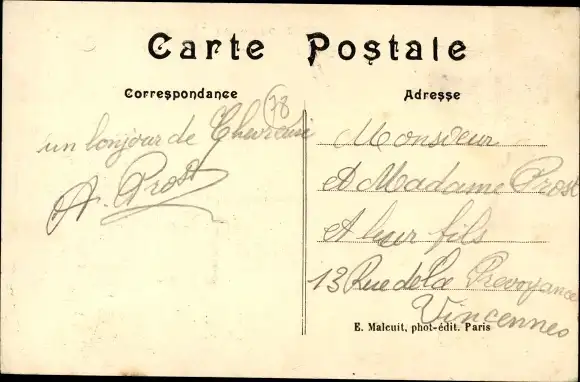 Carte Postale
Correspondance
78
un bonjour de Chevreuse
A. Prost
Adresse
Monsieur
et Madame Prost
et leur fils
13 Rue de la Prevoyance
Vincennes
E. Malcuit, phot-édit. Paris